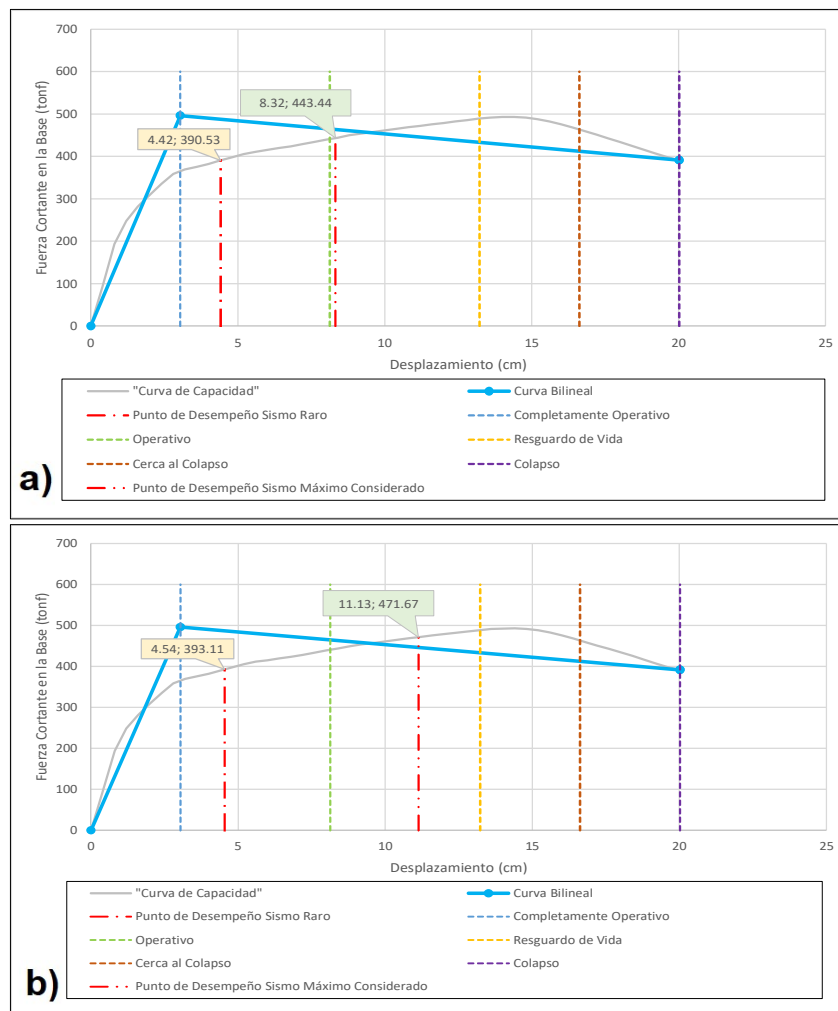 700
600
500
400
300
200
100
0
Fuerza Cortante en la Base (tonf)
8.32; 443.44
4.42; 390.53
0 5 10 15 20 25
Desplazamiento (cm)
"Curva de Capacidad" Curva Bilineal
Punto de Desempeño Sismo Raro Completamente Operativo
Operativo Resguardo de Vida
Cerca al Colapso Colapso
Punto de Desempeño Sismo Máximo Considerado
a)
700
600
500
400
300
200
100
0
Fuerza Cortante en la Base (tonf)
11.13; 471.67
4.54; 393.11
0 5 10 15 20 25
Desplazamiento (cm)
"Curva de Capacidad" Curva Bilineal
Punto de Desempeño Sismo Raro Completamente Operativo
Operativo Resguardo de Vida
Cerca al Colapso Colapso
Punto de Desempeño Sismo Máximo Considerado
b)